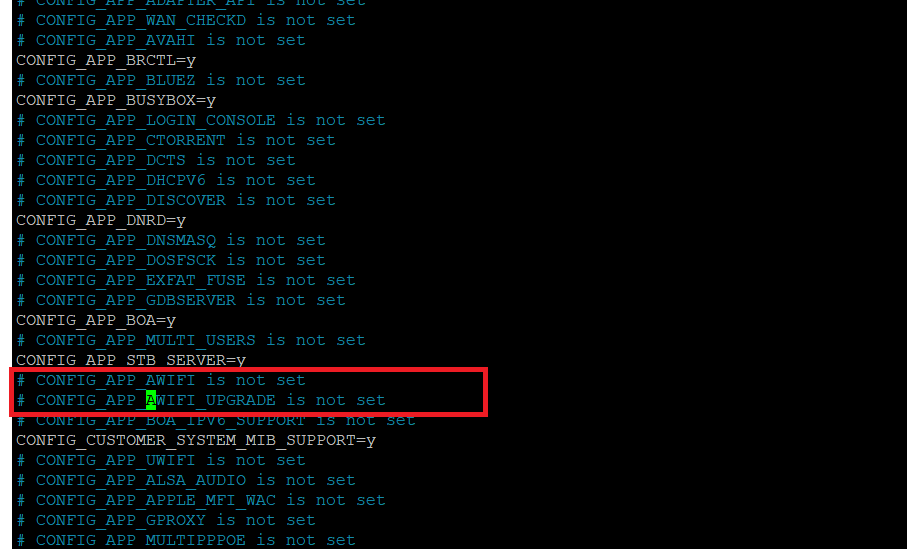 # CONFIG_APP_ADAPTER_API is not set
# CONFIG_APP_WAN_CHECKD is not set
# CONFIG_APP_AVAHI is not set
CONFIG_APP_BRCTL=y
# CONFIG_APP_BLUEZ is not set
CONFIG_APP_BUSYBOX=y
# CONFIG_APP_LOGIN_CONSOLE is not set
# CONFIG_APP_CTORRENT is not set
# CONFIG_APP_DCTS is not set
# CONFIG_APP_DHCPV6 is not set
# CONFIG_APP_DISCOVER is not set
CONFIG_APP_DNRD=y
# CONFIG_APP_DNSMASQ is not set
# CONFIG_APP_DOSFSCK is not set
# CONFIG_APP_EXFAT_FUSE is not set
# CONFIG_APP_GDBSERVER is not set
CONFIG_APP_BOA=y
# CONFIG_APP_MULTI_USERS is not set
CONFIG_APP_STB_SERVER=y
# CONFIG_APP_AWIFI is not set
# CONFIG_APP_AWIFI_UPGRADE is not set
# CONFIG_APP_BOA_IPV6_SUPPORT is not set
CONFIG_CUSTOMER_SYSTEM_MIB_SUPPORT=y
# CONFIG_APP_UWIFI is not set
# CONFIG_APP_ALSA_AUDIO is not set
# CONFIG_APP_APPLE_MFI_WAC is not set
# CONFIG_APP_GPROXY is not set
# CONFIG_APP_MULTIPPPOE is not set